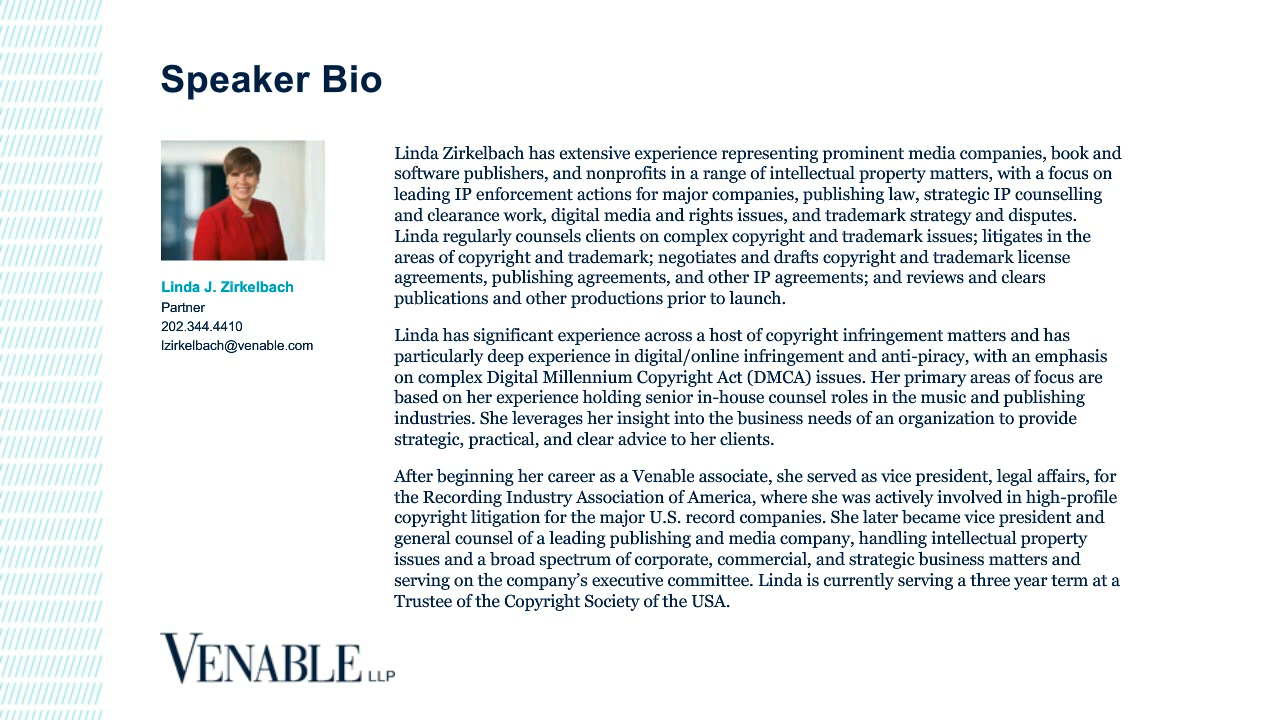 Speaker Bio
Linda J. Zirkelbach
Partner
202.344.4410
lzirkelbach@venable.com
Linda Zirkelbach has extensive experience representing prominent media companies, book and
software publishers, and nonprofits in a range of intellectual property matters, with a focus on
leading IP enforcement actions for major companies, publishing law, strategic IP counselling
and clearance work, digital media and rights issues, and trademark strategy and disputes.
Linda regularly counsels clients on complex copyright and trademark issues; litigates in the
areas of copyright and trademark; negotiates and drafts copyright and trademark license
agreements, publishing agreements, and other IP agreements; and reviews and clears
publications and other productions prior to launch.
Linda has significant experience across a host of copyright infringement matters and has
particularly deep experience in digital/online infringement and anti-piracy, with an emphasis
on complex Digital Millennium Copyright Act (DMCA) issues. Her primary areas of focus are
based on her experience holding senior in-house counsel roles in the music and publishing
industries. She leverages her insight into the business needs of an organization to provide
strategic, practical, and clear advice to her clients.
After beginning her career as a Venable associate, she served as vice president, legal affairs, for
the Recording Industry Association of America, where she was actively involved in high-profile
copyright litigation for the major U.S. record companies. She later became vice president and
general counsel of a leading publishing and media company, handling intellectual property
issues and a broad spectrum of corporate, commercial, and strategic business matters and
serving on the company’s executive committee. Linda is currently serving a three year term at a
Trustee of the Copyright Society of the USA.
VENABLE LLP